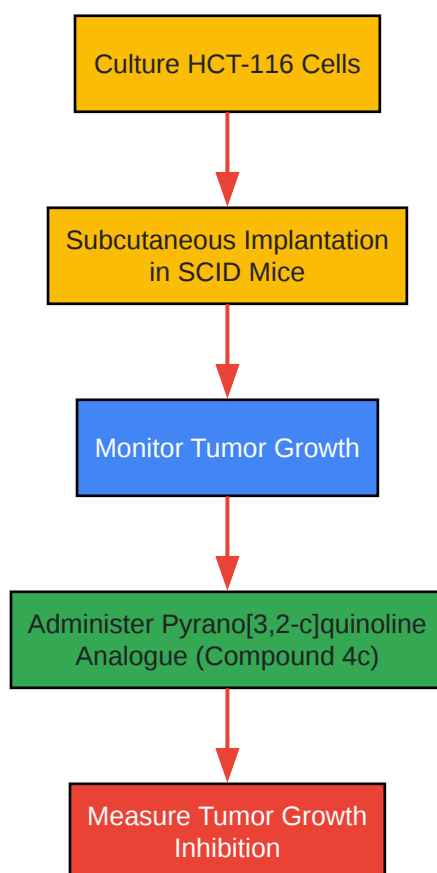 Culture HCT-116 Cells
Subcutaneous Implantation
in SCID Mice
Monitor Tumor Growth
Administer Pyrano[3,2-c]quinoline
Analogue (Compound 4c)
Measure Tumor Growth
Inhibition